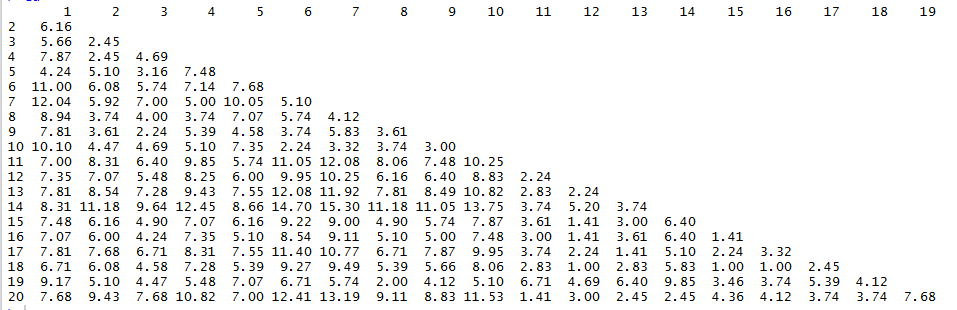 1 2 3 4 5 6 7 8 9 10 11 12 13 14 15 16 17 18 19
2 6.16
3 5.66 2.45
4 7.87 2.45 4.69
5 4.24 5.10 3.16 7.48
6 11.00 6.08 5.74 7.14 7.68
7 12.04 5.92 7.00 5.00 10.05 5.10
8 8.94 3.74 4.00 3.74 7.07 5.74 4.12
9 7.81 3.61 2.24 5.39 4.58 3.74 5.83 3.61
10 10.10 4.47 4.69 5.10 7.35 2.24 3.32 3.74 3.00
11 7.00 8.31 6.40 9.85 5.74 11.05 12.08 8.06 7.48 10.25
12 7.35 7.07 5.48 8.25 6.00 9.95 10.25 6.16 6.40 8.83 2.24
13 7.81 8.54 7.28 9.43 7.55 12.08 11.92 7.81 8.49 10.82 2.83 2.24
14 8.31 11.18 9.64 12.45 8.66 14.70 15.30 11.18 11.05 13.75 3.74 5.20 3.74
15 7.48 6.16 4.90 7.07 6.16 9.22 9.00 4.90 5.74 7.87 3.61 1.41 3.00 6.40
16 7.07 6.00 4.24 7.35 5.10 8.54 9.11 5.10 5.00 7.48 3.00 1.41 3.61 6.40 1.41
17 7.81 7.68 6.71 8.31 7.55 11.40 10.77 6.71 7.87 9.95 3.74 2.24 1.41 5.10 2.24 3.32
18 6.71 6.08 4.58 7.28 5.39 9.27 9.49 5.39 5.66 8.06 2.83 1.00 2.83 5.83 1.00 1.00 2.45
19 9.17 5.10 4.47 5.48 7.07 6.71 5.74 2.00 4.12 5.10 6.71 4.69 6.40 9.85 3.46 3.74 5.39 4.12
20 7.68 9.43 7.68 10.82 7.00 12.41 13.19 9.11 8.83 11.53 1.41 3.00 2.45 2.45 4.36 4.12 3.74 3.74 7.68